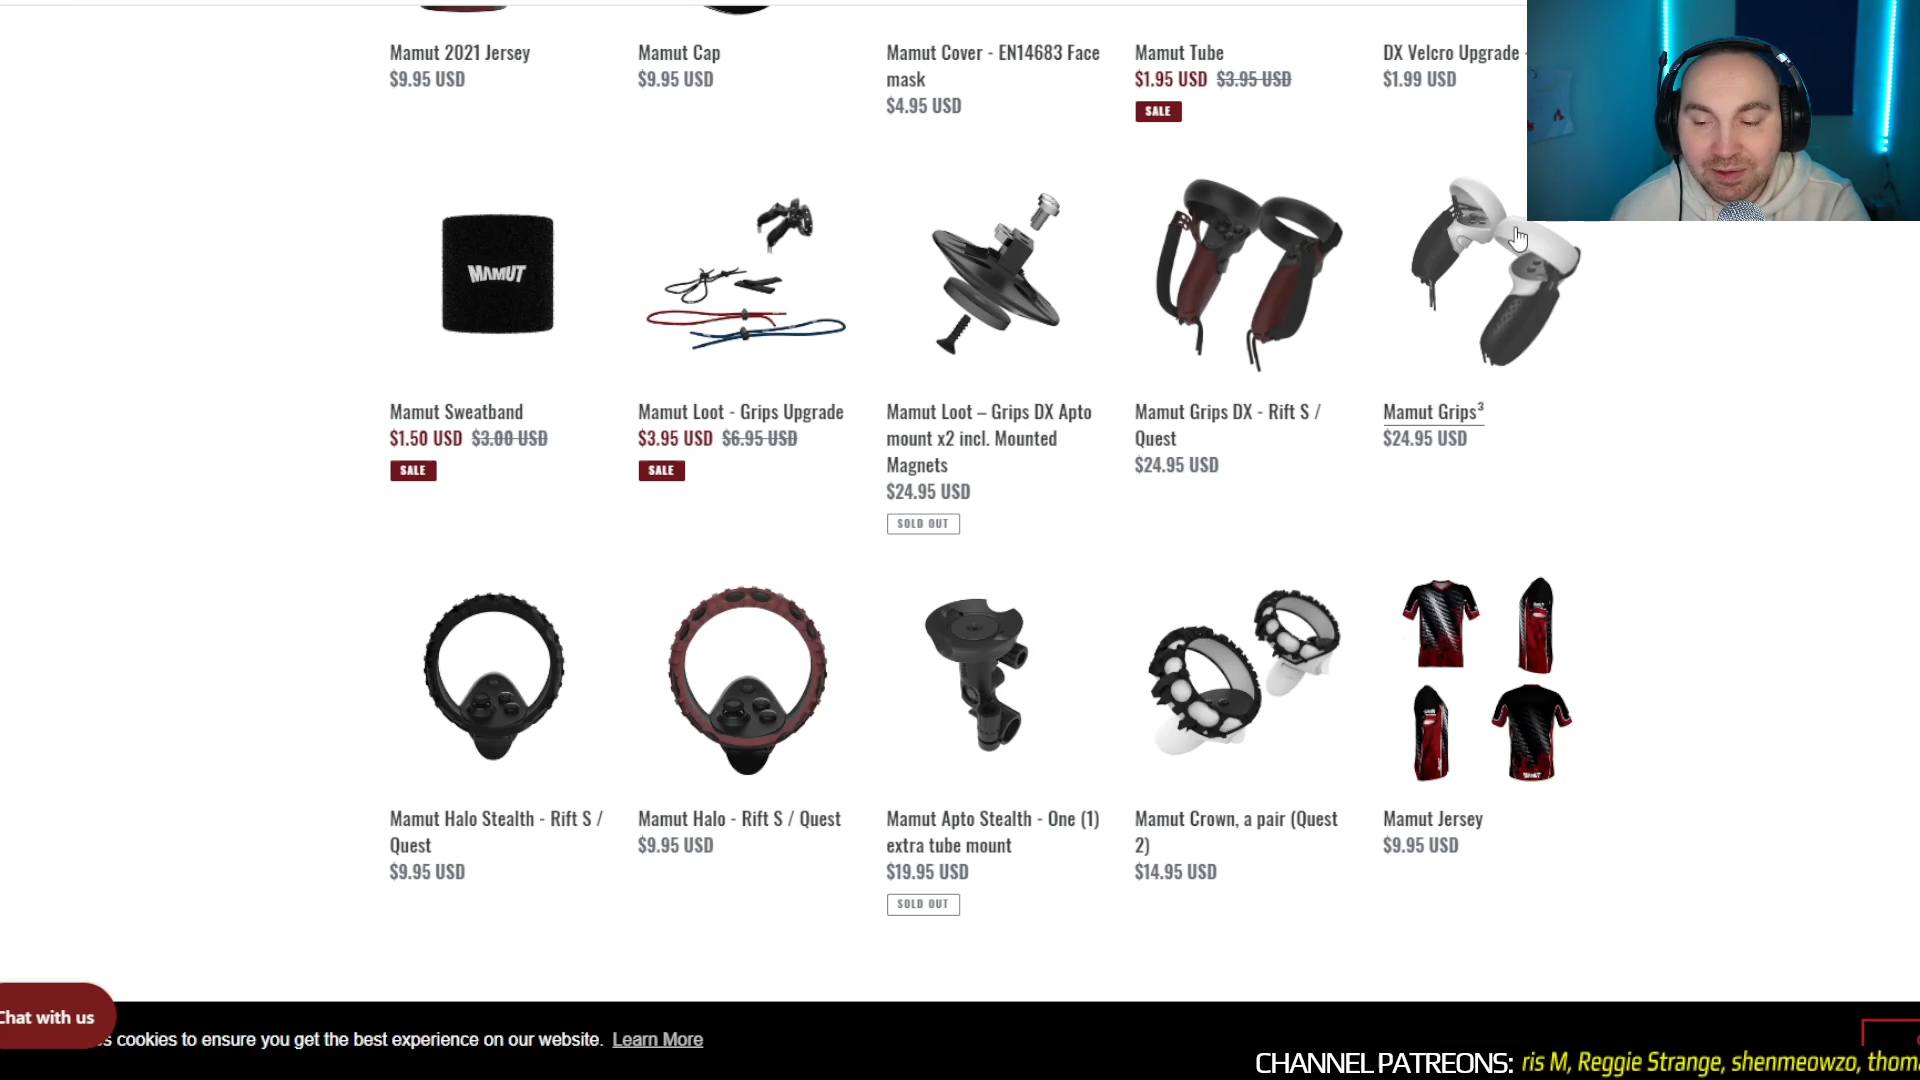 Mamut 2021 Jersey
$9.95 USD
Mamut Cap
$9.95 USD
Mamut Cover - EN14683 Face
mask
$4.95 USD
Mamut Tube
$1.95 USD $3.95 USD
SALE
DX Velcro Upgrade -
$1.99 USD
MAMUT
Mamut Sweatband
$1.50 USD $3.00 USD
SALE
Mamut Loot - Grips Upgrade
$3.95 USD $6.95 USD
SALE
Mamut Loot – Grips DX Apto
mount x2 incl. Mounted
Magnets
$24.95 USD
SOLD OUT
Mamut Grips DX - Rift S /
Quest
$24.95 USD
Mamut Grips³
$24.95 USD
Mamut Halo Stealth - Rift S /
Quest
$9.95 USD
Mamut Halo - Rift S / Quest
$9.95 USD
Mamut Apto Stealth - One (1)
extra tube mount
$19.95 USD
SOLD OUT
Mamut Crown, a pair (Quest
2)
$14.95 USD
Mamut Jersey
$9.95 USD
Chat with us
s cookies to ensure you get the best experience on our website. Learn More
CHANNEL PATREONS: ris M, Reggie Strange, shenmeowzo, thom